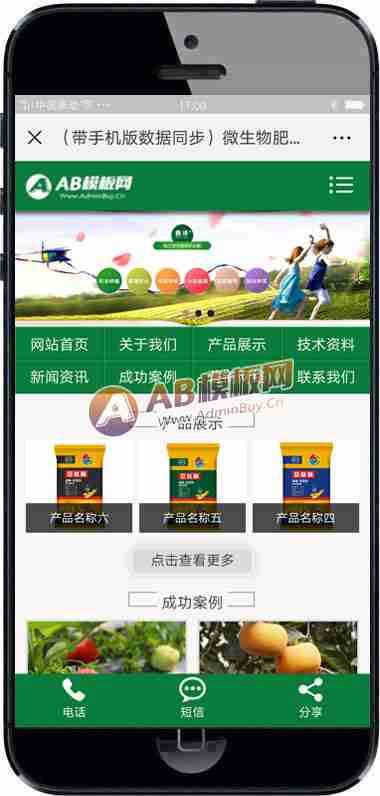 中国移动
17:00
（带手机版数据同步）微生物肥...
AB模板网
Www.AdminBuy.Cn
网站首页 关于我们 产品展示 技术资料
新闻资讯 成功案例 联系我们
AB模板网
Www.AdminBuy.Cn
产品展示
产品名称六 产品名称五 产品名称四
点击查看更多
成功案例
电话 短信 分享